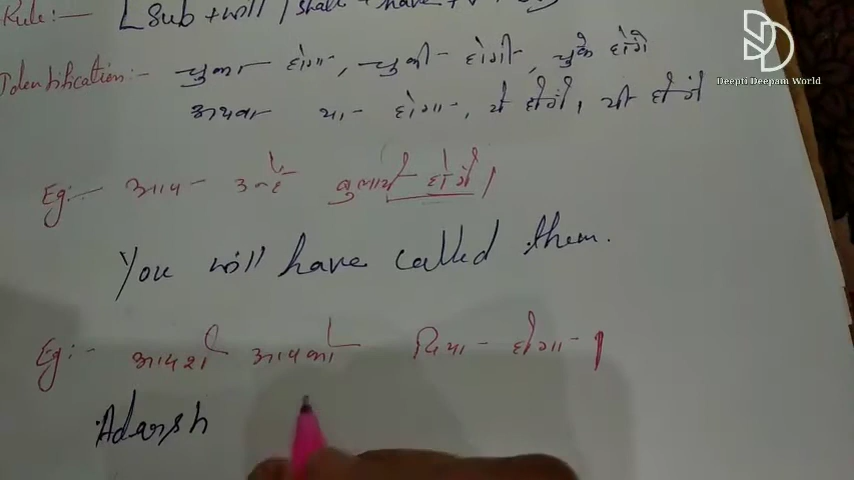 Rule:- [Sub + will / shall + have +
Deepti Deepam World
Identification:- चुका होगा, चुकी होगी, चुके होंगे
अथवा या होगा, ये होंगे, यी होंगे
Eg:- आप उन्हें बुलाये होंगे।
You will have called them.
Eg:- आदर्श आपको दिया होगा।
Adarsh